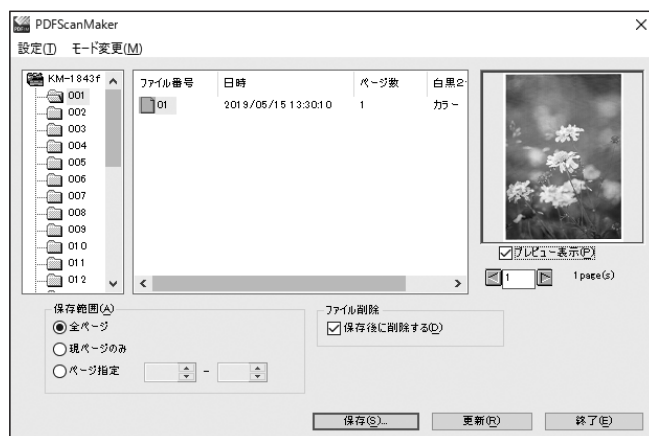 PDFScanMaker
設定(T) モード変更(M)
KM-1843f
001
002
003
004
005
006
007
008
009
010
011
012
ファイル番号 日時 ページ数 白黒2
01 2019/05/15 13:30:10 1 カラー
プレビュー表示(P)
1 1page(s)
保存範囲(A)
全ページ
現ページのみ
ページ指定 -
ファイル削除
保存後に削除する(D)
保存(S)... 更新(R) 終了(E)